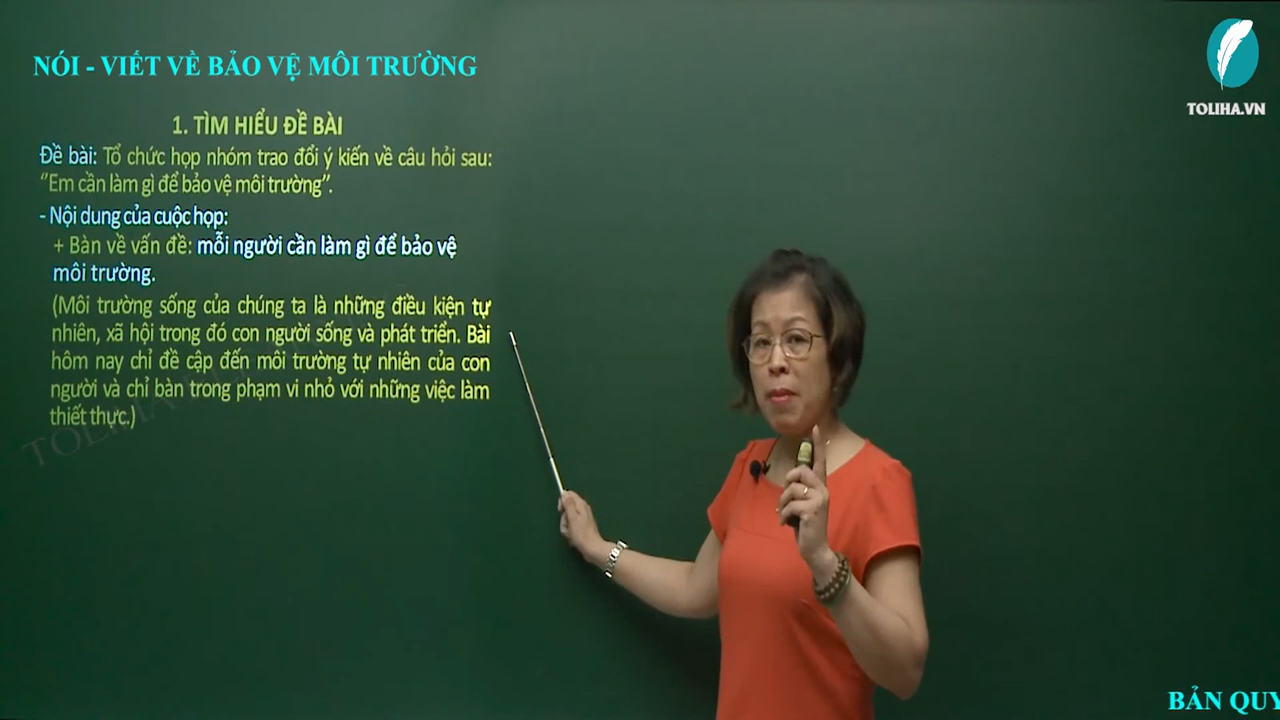 NÓI - VIẾT VỀ BẢO VỆ MÔI TRƯỜNG
TOLIHA.VN
1. TÌM HIỂU ĐỀ BÀI
Đề bài: Tổ chức họp nhóm trao đổi ý kiến về câu hỏi sau:
“Em cần làm gì để bảo vệ môi trường”.
- Nội dung của cuộc họp:
+ Bàn về vấn đề: mỗi người cần làm gì để bảo vệ
môi trường.
(Môi trường sống của chúng ta là những điều kiện tự
nhiên, xã hội trong đó con người sống và phát triển. Bài
hôm nay chỉ đề cập đến môi trường tự nhiên của con
người và chỉ bàn trong phạm vi nhỏ với những việc làm
thiết thực.)
BẢN QUY